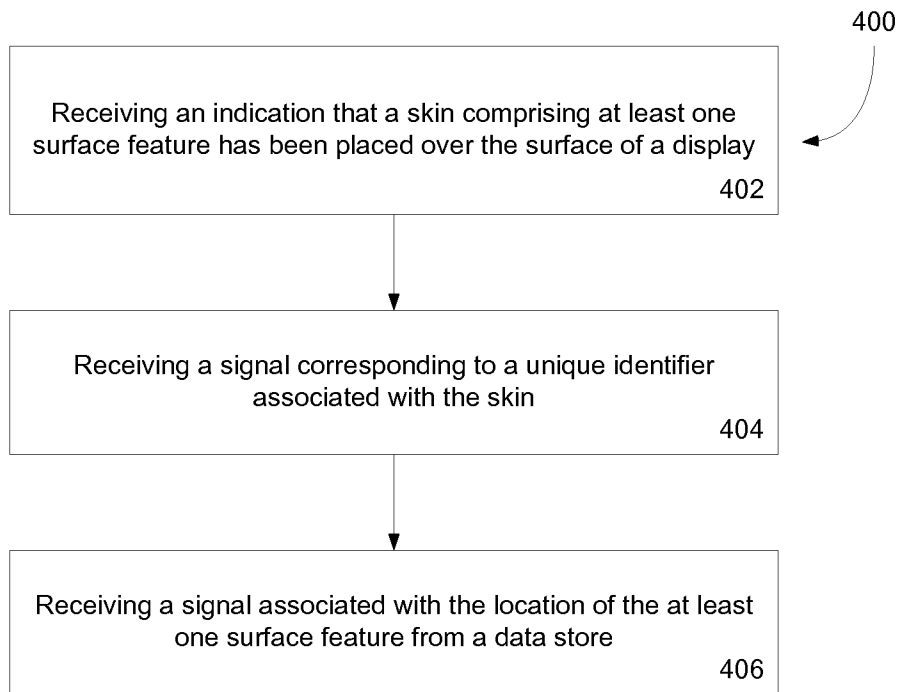 400
Receiving an indication that a skin comprising at least one
surface feature has been placed over the surface of a display
402
Receiving a signal corresponding to a unique identifier
associated with the skin
404
Receiving a signal associated with the location of the at least
one surface feature from a data store
406